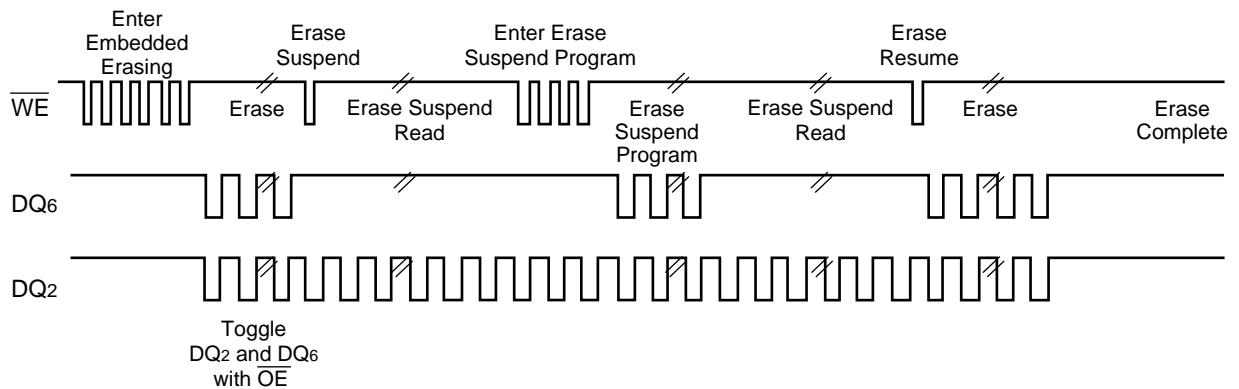 Enter
Embedded
Erasing
Erase
Suspend
Enter Erase
Suspend Program
Erase
Resume
WE
Erase
Erase Suspend
Read
Erase
Suspend
Program
Erase Suspend
Read
Erase
Erase
Complete
DQ6
DQ2
Toggle
DQ2 and DQ6
with OE